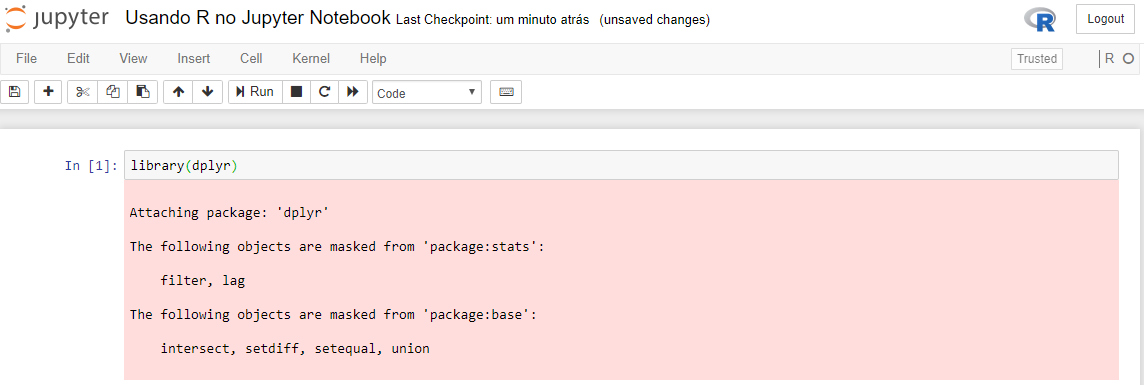 jupyter Usando R no Jupyter Notebook Last Checkpoint: um minuto atrás (unsaved changes) R Logout
File Edit View Insert Cell Kernel Help Trusted R
Run Code
In [1]: library(dplyr)
Attaching package: 'dplyr'
The following objects are masked from 'package:stats':
filter, lag
The following objects are masked from 'package:base':
intersect, setdiff, setequal, union